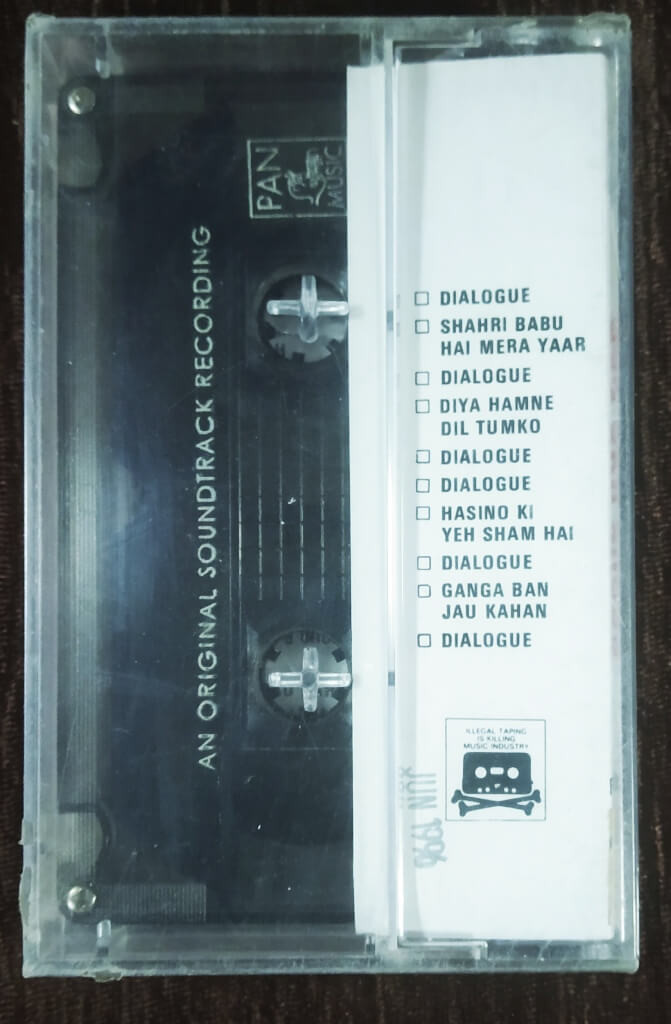 AN ORIGINAL SOUNDTRACK RECORDING
PAN
MUSIC
DIALOGUE
SHAHRI BABU
HAI MERA YAAR
DIALOGUE
DIYA HAMNE
DIL TUMKO
DIALOGUE
DIALOGUE
HASINO KI
YEH SHAM HAI
DIALOGUE
GANGA BAN
JAU KAHAN
DIALOGUE
ILLEGAL TAPING
IS KILLING
MUSIC INDUSTRY
JUN 1996